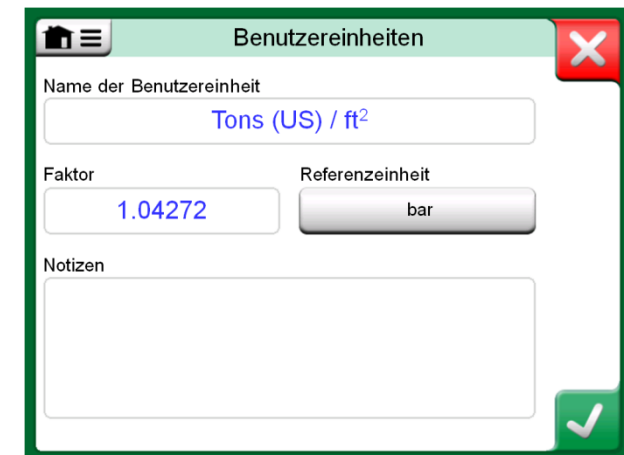 Benutzereinheiten
Name der Benutzereinheit
Tons (US) / ft²
Faktor
Referenzeinheit
1.04272
bar
Notizen